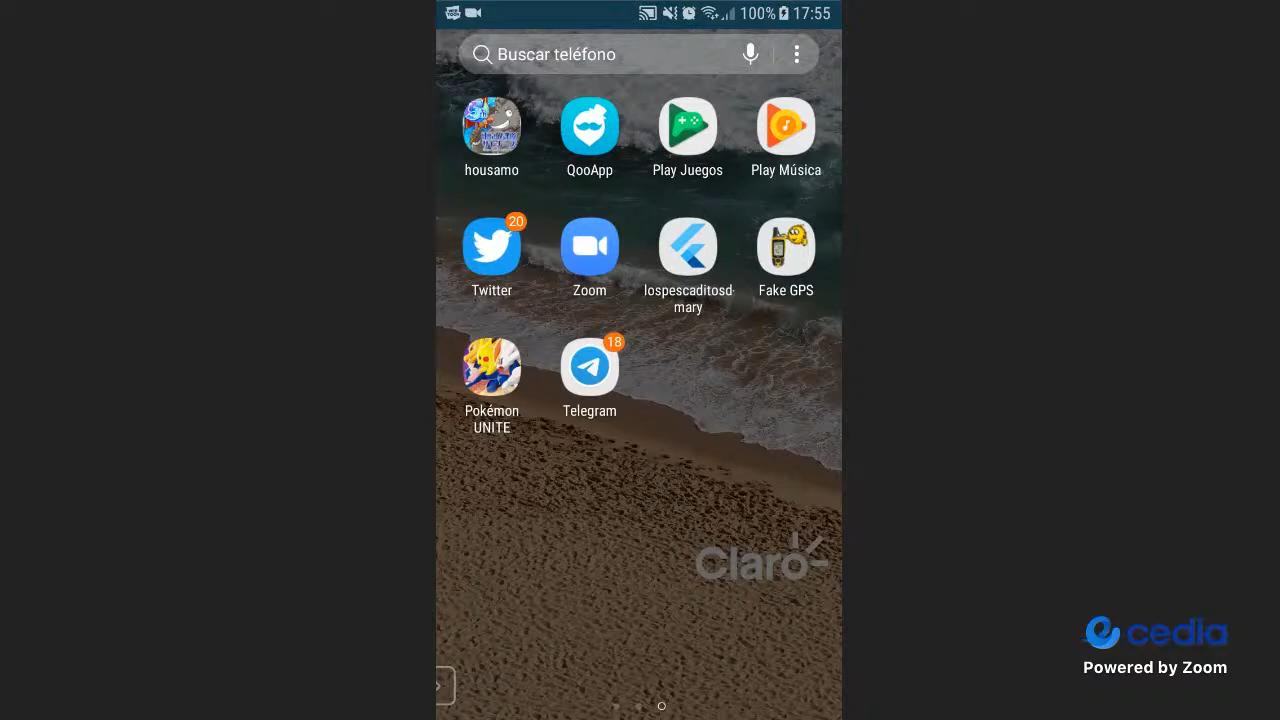 100% 17:55
Buscar teléfono
housamo
QooApp
Play Juegos
Play Música
20
Twitter
Zoom
lospescaditosd
mary
Fake GPS
Pokémon
UNITE
18
Telegram
Claro
cedia
Powered by Zoom